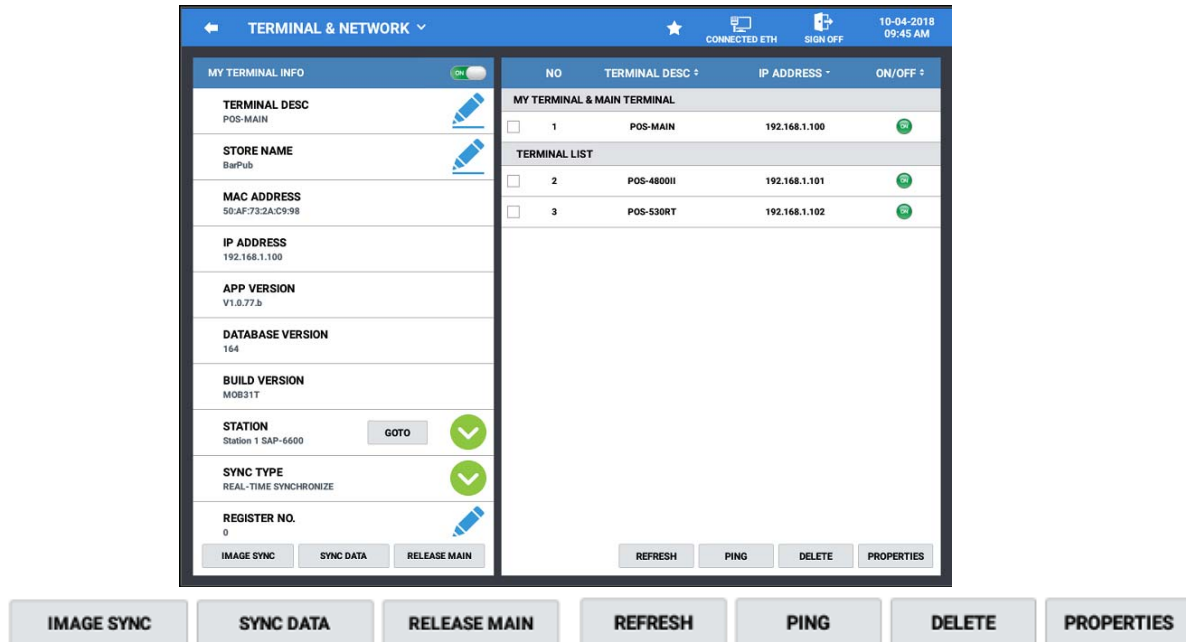 TERMINAL & NETWORK
CONNECTED ETH
SIGN OFF
10-04-2018
09:45 AM
MY TERMINAL INFO
ON
TERMINAL DESC
POS-MAIN
STORE NAME
BarPub
MAC ADDRESS
50:AF:73:2A:C9:98
IP ADDRESS
192.168.1.100
APP VERSION
V1.0.77.b
DATABASE VERSION
164
BUILD VERSION
MOB31T
STATION
Station 1 SAP-6600
GOTO
SYNC TYPE
REAL-TIME SYNCHRONIZE
REGISTER NO.
0
IMAGE SYNC SYNC DATA RELEASE MAIN
NO TERMINAL DESC IP ADDRESS ON/OFF
MY TERMINAL & MAIN TERMINAL
1 POS-MAIN 192.168.1.100 ON
TERMINAL LIST
2 POS-4800II 192.168.1.101 ON
3 POS-530RT 192.168.1.102 ON
REFRESH PING DELETE PROPERTIES
IMAGE SYNC SYNC DATA RELEASE MAIN REFRESH PING DELETE PROPERTIES